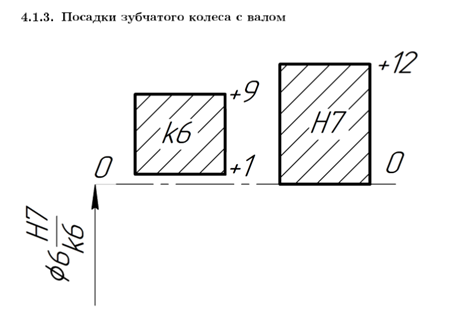 4.1.3. Посадки зубчатого колеса с валом
+12
+9
k6
H7
+1
0
0
ϕ6 H7/k6